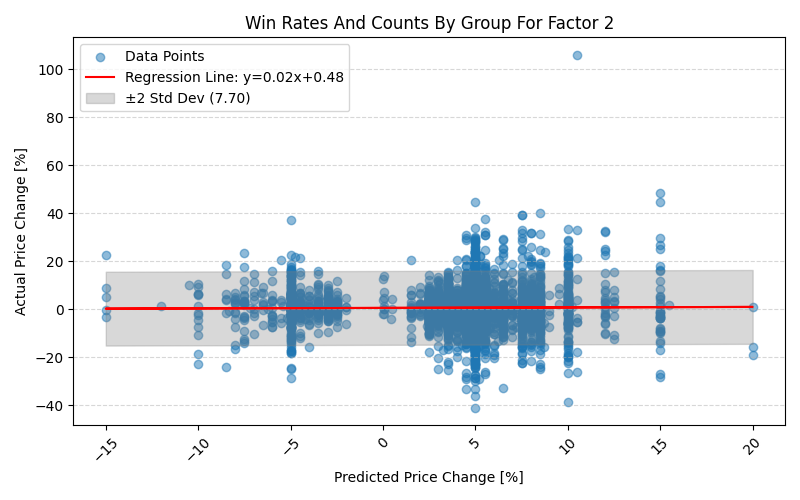 Win Rates And Counts By Group For Factor 2
Data Points
Regression Line: y=0.02x+0.48
±2 Std Dev (7.70)
Actual Price Change [%]
100
80
60
40
20
0
−20
−40
−15
−10
−5
0
5
10
15
20
Predicted Price Change [%]